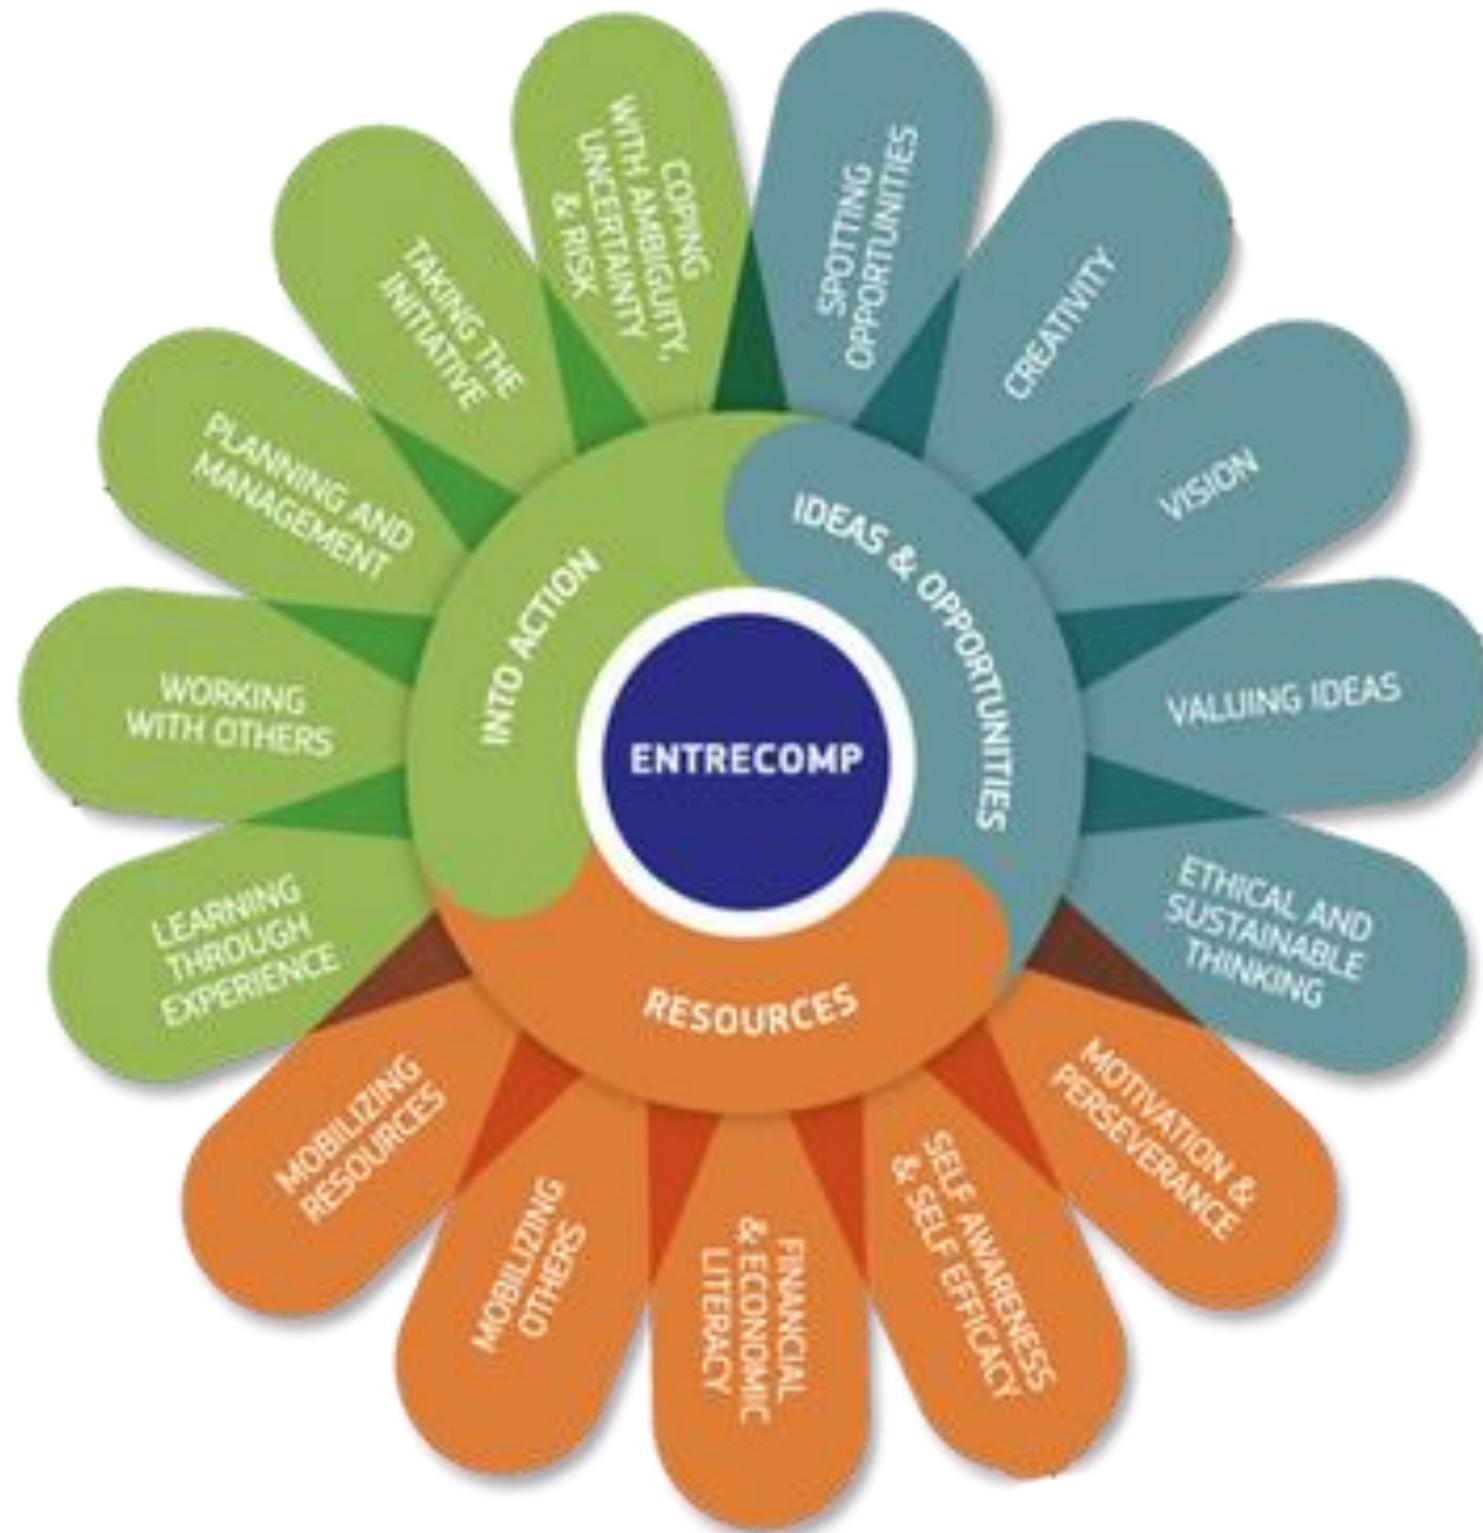 ENTRECOMP
IDEAS & OPPORTUNITIES
SPOTTING
OPPORTUNITIES
CREATIVITY
VISION
VALUING IDEAS
ETHICAL AND
SUSTAINABLE
THINKING
RESOURCES
MOTIVATION &
PERSEVERANCE
SELF AWARENESS
& SELF EFFICACY
FINANCIAL
& ECONOMIC
LITERACY
MOBILIZING
OTHERS
MOBILIZING
RESOURCES
INTO ACTION
LEARNING
THROUGH
EXPERIENCE
WORKING
WITH OTHERS
PLANNING AND
MANAGEMENT
TAKING THE
INITIATIVE
COPING
WITH AMBIGUITY,
UNCERTAINTY
& RISK